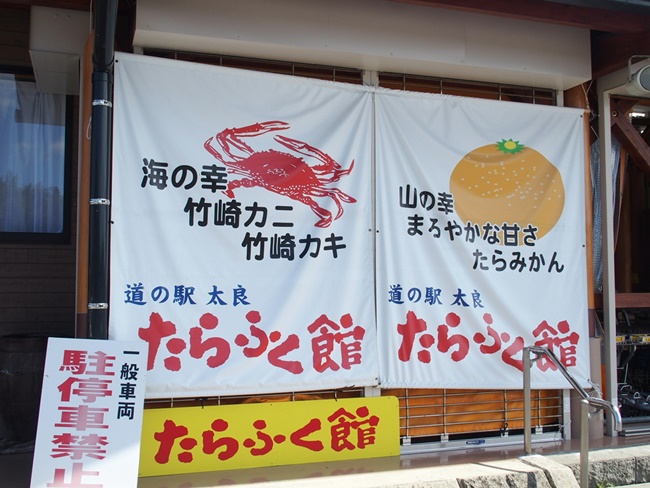 海の幸
竹崎カニ
竹崎カキ
道の駅 太良
たらふく館
山の幸
まろやかな甘さ
たらみかん
道の駅 太良
たらふく館
たらふく館
一般車両
駐停車禁止